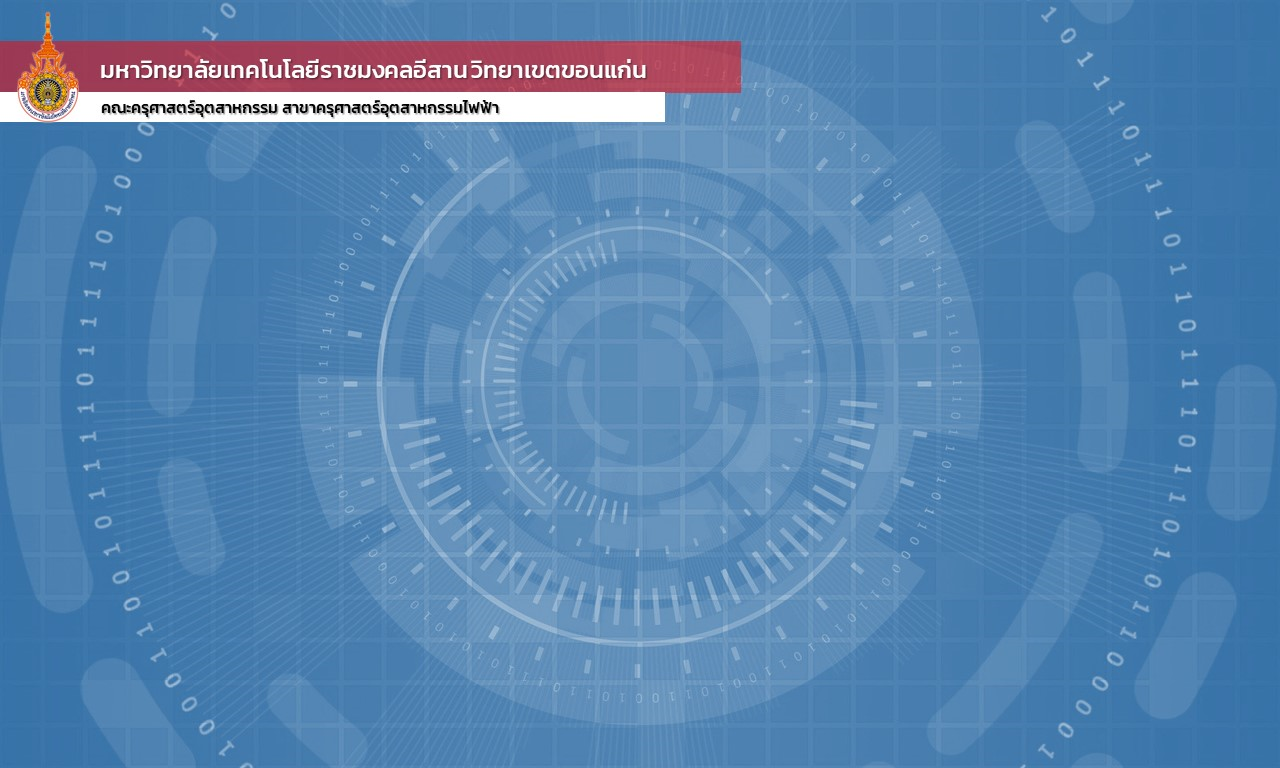 มหาวิทยาลัยเทคโนโลยีราชมงคลอีสาน วิทยาเขตขอนแก่น
คณะครุศาสตร์อุตสาหกรรม สาขาครุศาสตร์อุตสาหกรรมไฟฟ้า